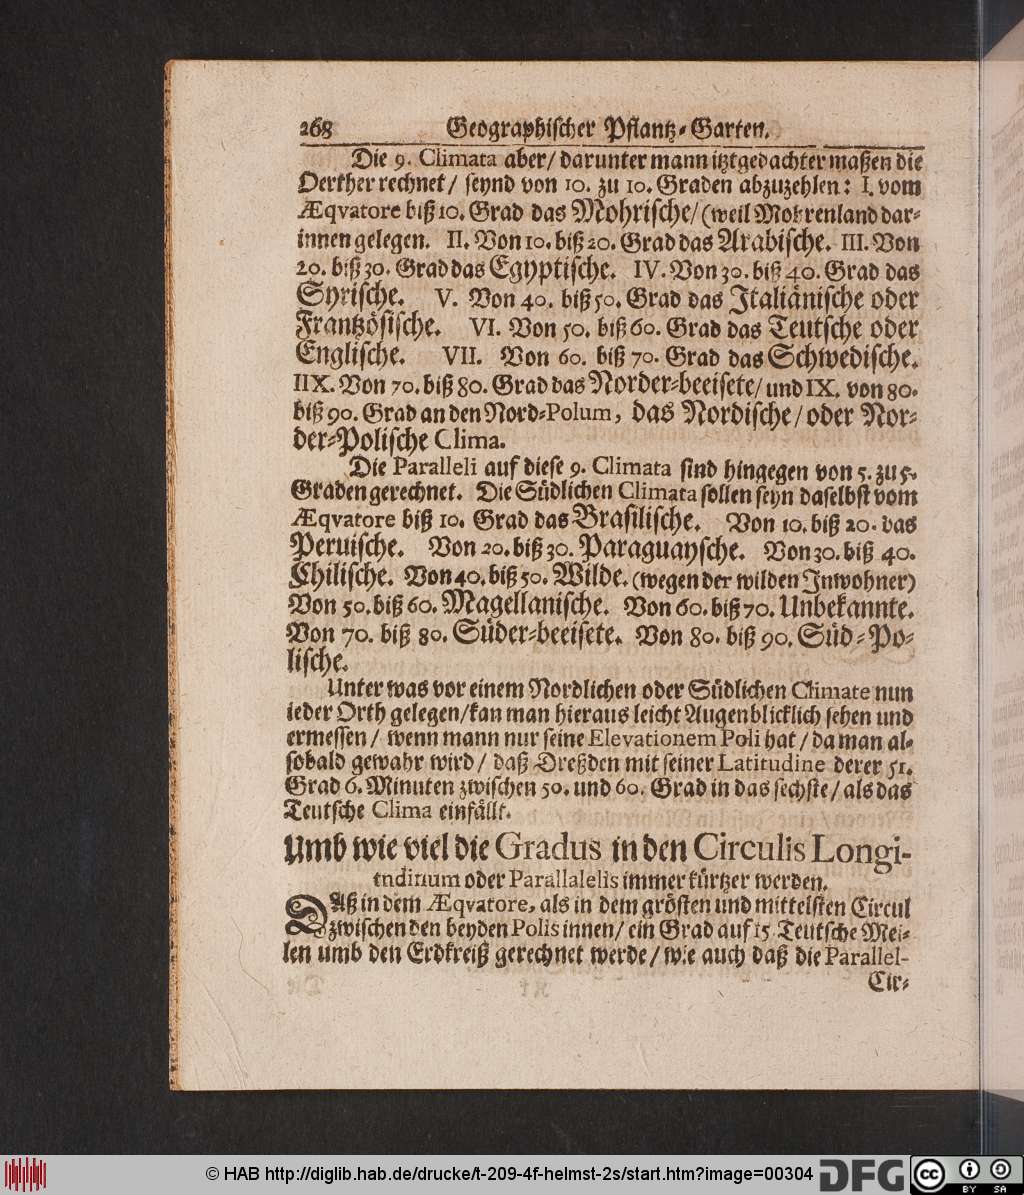 268 Geographischer Pflantz-Garten.
Die 9. Climata aber/ darunter mann itztgedachter maßen die
Oerther rechnet/ seynd von 10. zu 10. Graden abzuzehlen: I. vom
Æqvatore biß 10. Grad das Mohrische/ (weil Mohrenland dar-
innen gelegen. II. Von 10. biß 20. Grad das Arabische. III. Von
20. biß 30. Grad das Egyptische. IV. Von 30. biß 40. Grad das
Syrische. V. Von 40. biß 50. Grad das Italiänische oder
Frantzösische. VI. Von 50. biß 60. Grad das Teutsche oder
Englische. VII. Von 60. biß 70. Grad das Schwedische.
IIX. Von 70. biß 80. Grad das Norder-beeisete/ und IX. von 80.
biß 90. Grad an den Nord-Polum, das Nordische/ oder Nor-
der-Polische Clima.
Die Paralleli auf diese 9. Climata sind hingegen von 5. zu 5.
Graden gerechnet. Die Südlichen Climata sollen seyn daselbst vom
Æqvatore biß 10. Grad das Brasilische. Von 10. biß 20. das
Peruische. Von 20. biß 30. Paraguaysche. Von 30. biß 40.
Chilische. Von 40. biß 50. Wilde. (wegen der wilden Inwohner)
Von 50. biß 60. Magellanische. Von 60. biß 70. Unbekannte.
Von 70. biß 80. Süder-beeisete. Von 80. biß 90. Süd-Po-
lische.
Unter was vor einem Nordlichen oder Südlichen Climate nun
ieder Orth gelegen/ kan man hieraus leicht Augenblicklich sehen und
ermessen/ wenn mann nur seine Elevationem Poli hat/ da man al-
sobald gewahr wird/ daß Dreßden mit seiner Latitudine derer 51.
Grad 6. Minuten zwischen 50. und 60. Grad in das sechste/ als das
Teutsche Clima einfällt.
Umb wie viel die Gradus in den Circulis Longi-
tudinum oder Parallalelis immer kürtzer werden.
Daß in dem Æqvatore, als in dem grösten und mittelsten Circul
zwischen den beyden Polis innen/ ein Grad auf 15 Teutsche Mei-
len umb den Erdkreiß gerechnet werde/ wie auch daß die Parallel-
Cir-
© HAB http://diglib.hab.de/drucke/t-209-4f-helmst-2s/start.htm?image=00304 DFG cc BY SA